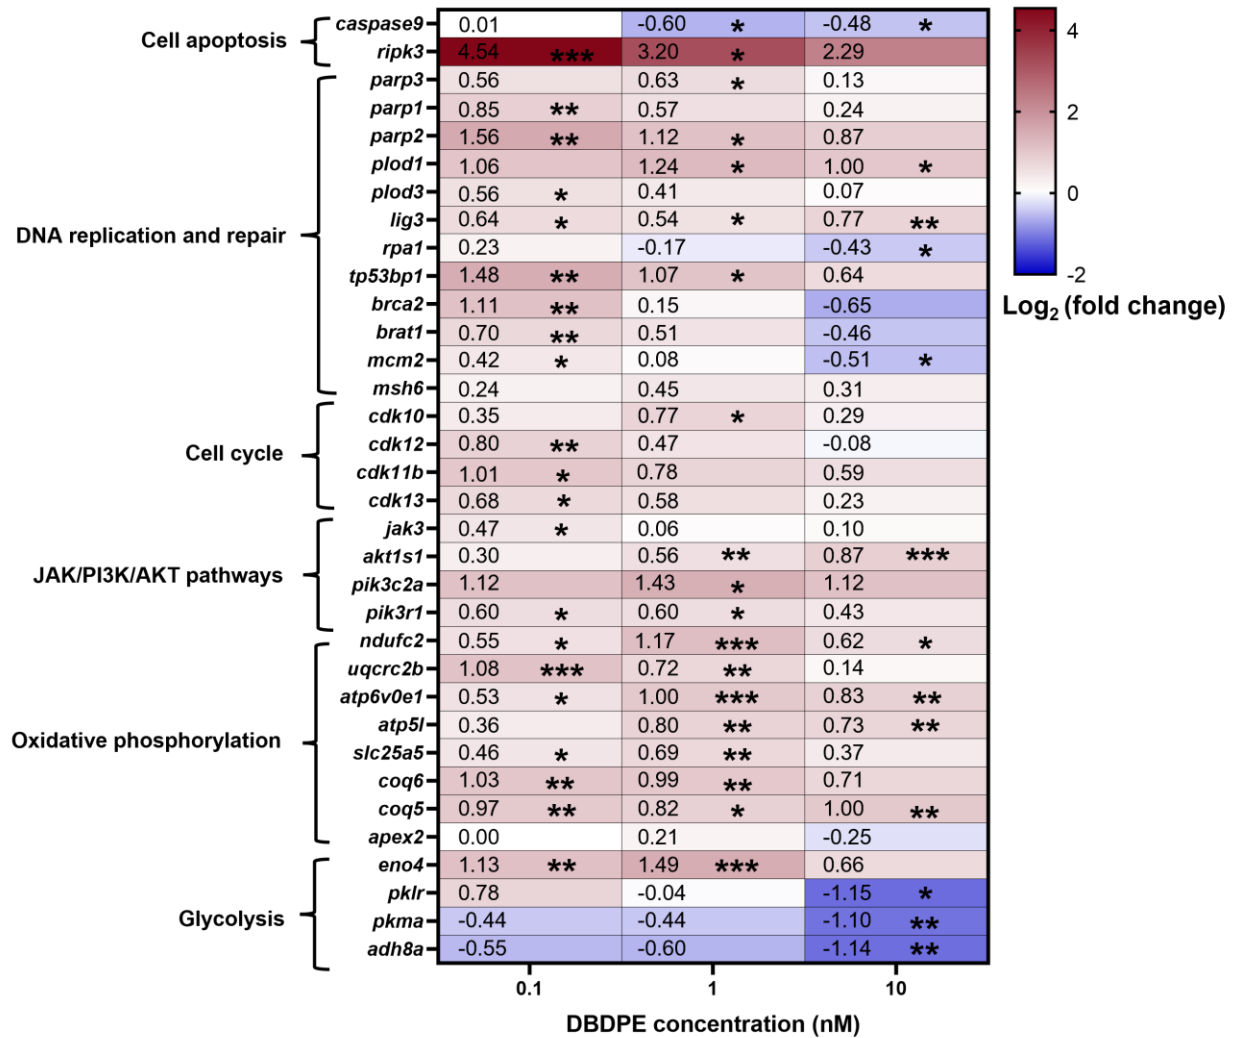 Cell apoptosis
caspase9 0.01 -0.60 * -0.48 *
ripk3 4.54 *** 3.20 * 2.29
DNA replication and repair
parp3 0.56 0.63 * 0.13
parp1 0.85 ** 0.57 0.24
parp2 1.56 ** 1.12 * 0.87
plod1 1.06 1.24 * 1.00 *
plod3 0.56 * 0.41 0.07
lig3 0.64 * 0.54 * 0.77 **
rpa1 0.23 -0.17 -0.43 *
tp53bp1 1.48 ** 1.07 * 0.64
brca2 1.11 ** 0.15 -0.65
brat1 0.70 ** 0.51 -0.46
mcm2 0.42 * 0.08 -0.51 *
msh6 0.24 0.45 0.31
Cell cycle
cdk10 0.35 0.77 * 0.29
cdk12 0.80 ** 0.47 -0.08
cdk11b 1.01 * 0.78 0.59
cdk13 0.68 * 0.58 0.23
JAK/PI3K/AKT pathways
jak3 0.47 * 0.06 0.10
akt1s1 0.30 0.56 ** 0.87 ***
pik3c2a 1.12 1.43 * 1.12
pik3r1 0.60 * 0.60 * 0.43
Oxidative phosphorylation
ndufc2 0.55 * 1.17 *** 0.62 *
uqcrc2b 1.08 *** 0.72 ** 0.14
atp6v0e1 0.53 * 1.00 *** 0.83 **
atp5l 0.36 0.80 ** 0.73 **
slc25a5 0.46 * 0.69 ** 0.37
coq6 1.03 ** 0.99 ** 0.71
coq5 0.97 ** 0.82 * 1.00 **
apex2 0.00 0.21 -0.25
Glycolysis
eno4 1.13 ** 1.49 *** 0.66
pklr 0.78 -0.04 -1.15 *
pkma -0.44 -0.44 -1.10 **
adh8a -0.55 -0.60 -1.14 **
0.1 1 10
DBDPE concentration (nM)
4
2
0
-2
Log₂ (fold change)